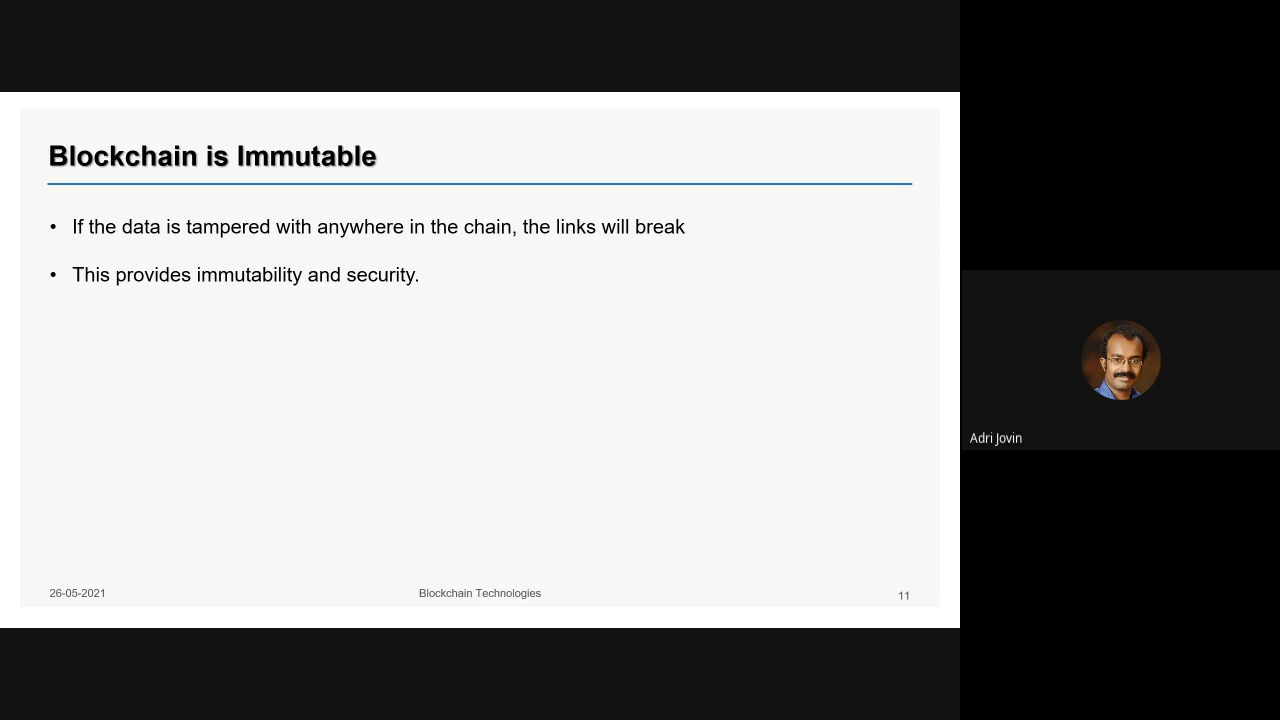 Blockchain is Immutable
• If the data is tampered with anywhere in the chain, the links will break
• This provides immutability and security.
Adri Jovin
26-05-2021
Blockchain Technologies
11